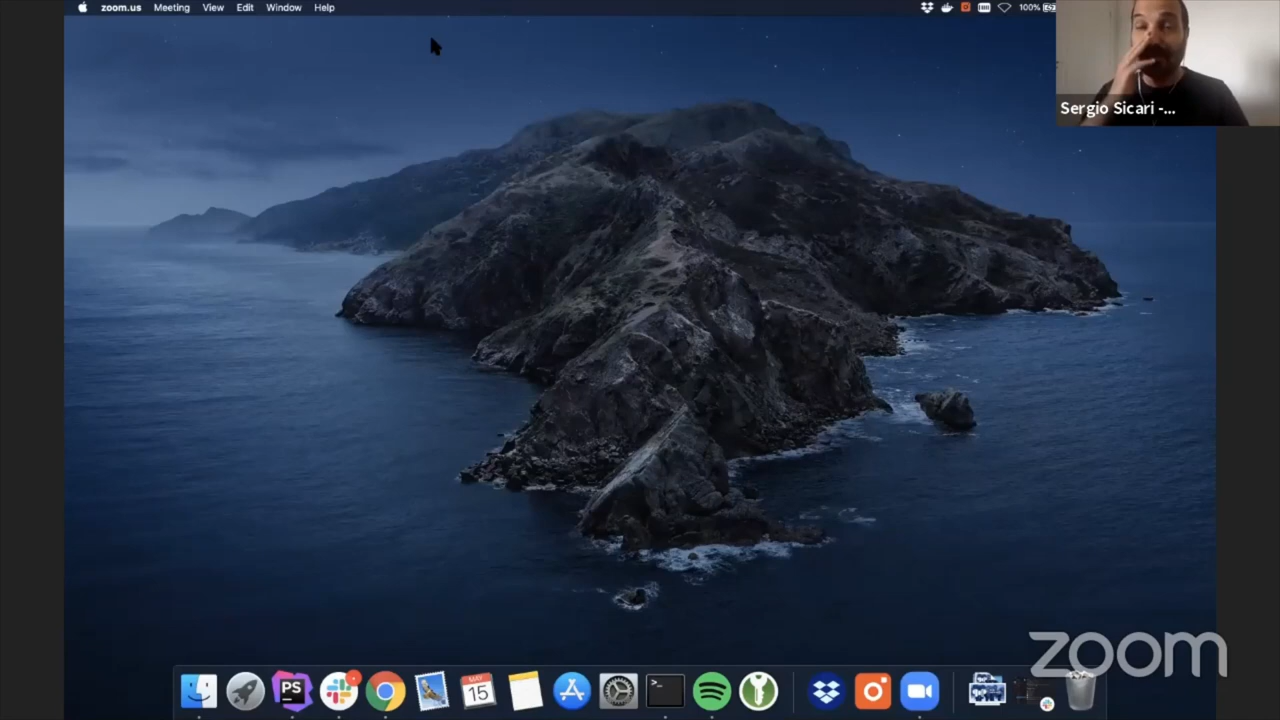 zoom.us Meeting View Edit Window Help
100%
Sergio Sicari -...
PS
MAY
15
>_
zoom